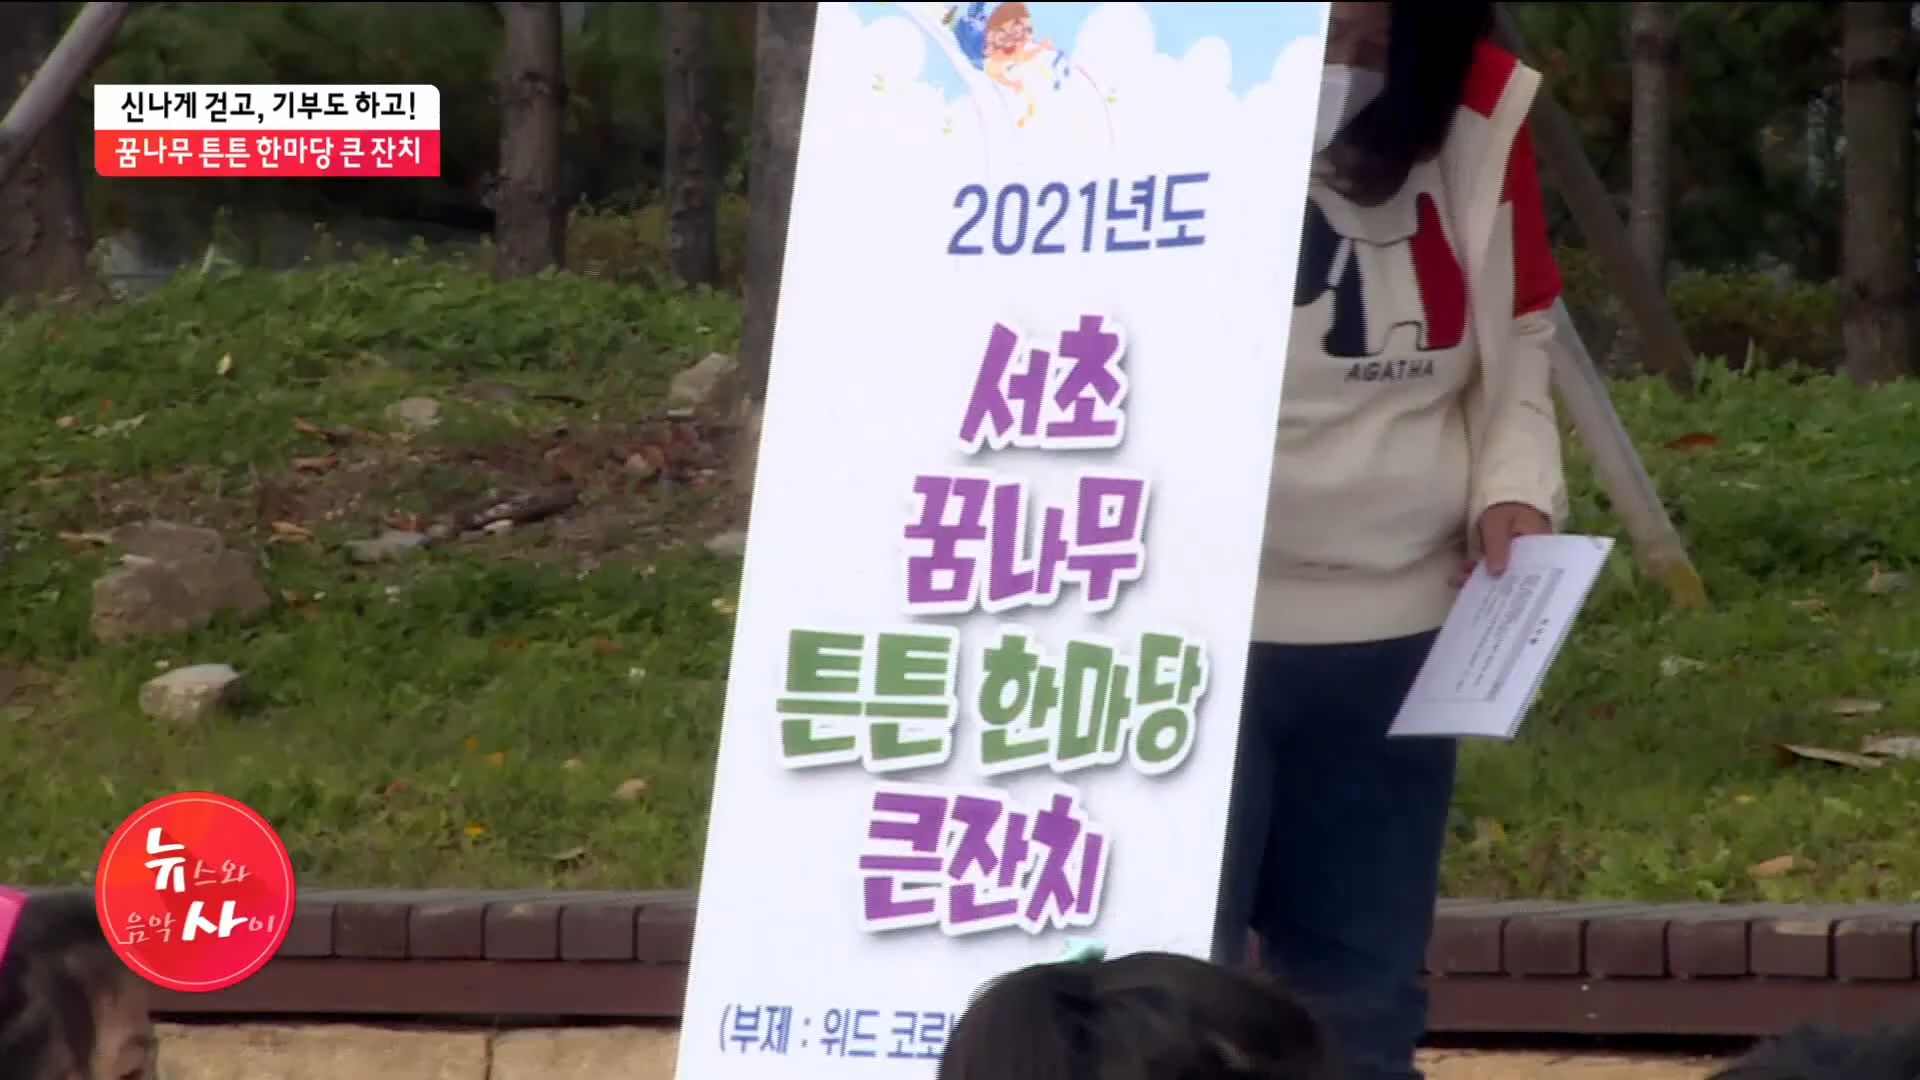 신나게 걷고, 기부도 하고!
꿈나무 튼튼 한마당 큰 잔치
2021년도
서초
꿈나무
튼튼 한마당
큰잔치
(부제 : 위드 코로
AGATHA
뉴스와
음악 사이